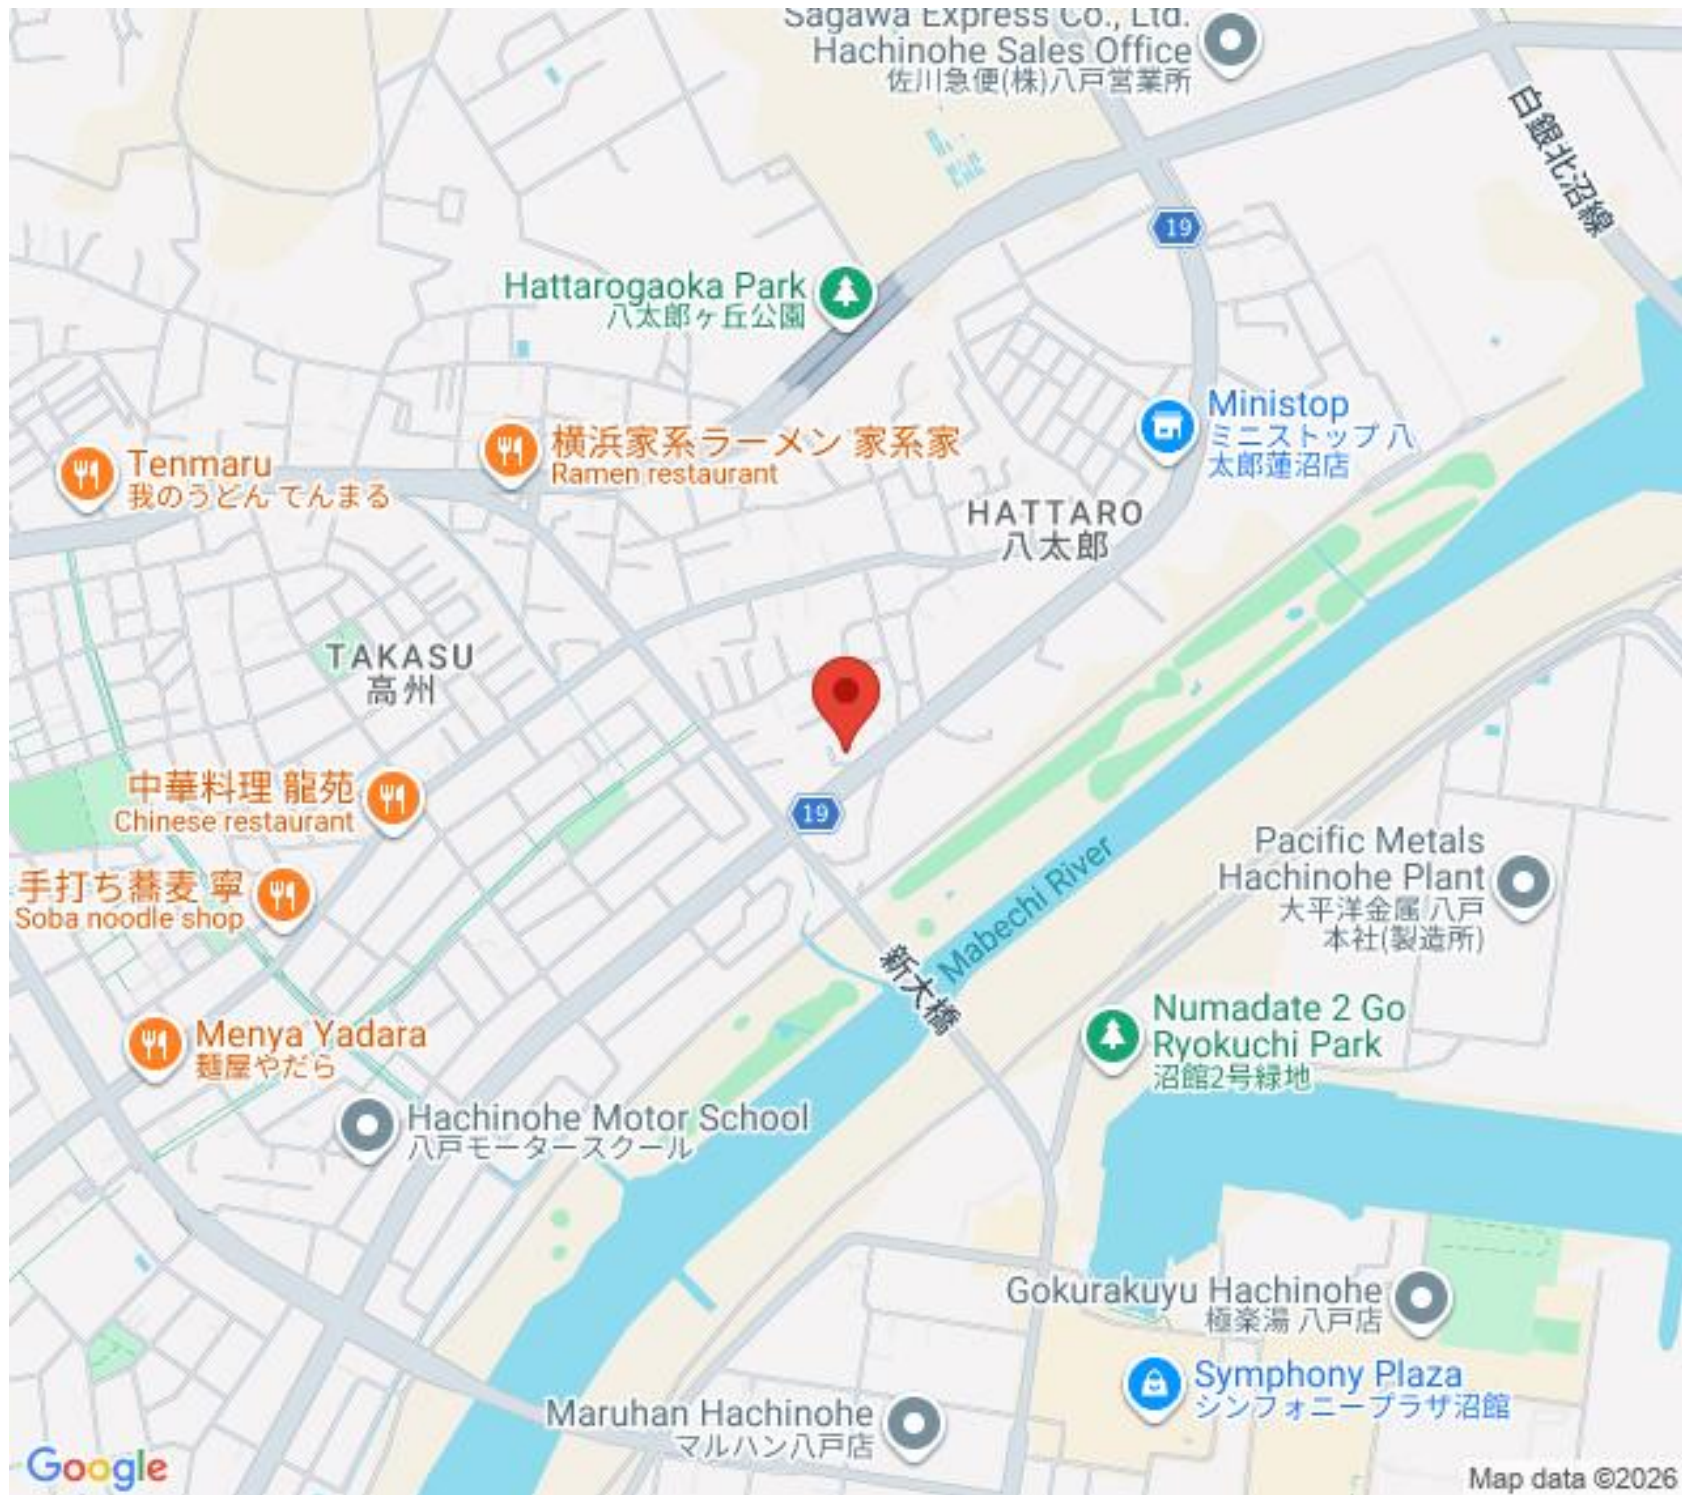 Sagawa Express Co., Ltd.
Hachinohe Sales Office
佐川急便(株)八戸営業所
白銀北沼線
19
Hattarogaoka Park
八太郎ヶ丘公園
Ministop
ミニストップ 八
太郎蓮沼店
横浜家系ラーメン 家系家
Ramen restaurant
Tenmaru
我のうどん てんまる
HATTARO
八太郎
TAKASU
高州
中華料理 龍苑
Chinese restaurant
19
Pacific Metals
Hachinohe Plant
大平洋金属 八戸
本社(製造所)
手打ち蕎麦 寧
Soba noodle shop
Mabechi River
新大橋
Numadate 2 Go
Ryokuchi Park
沼館2号緑地
Menya Yadara
麺屋やだら
Hachinohe Motor School
八戸モータースクール
Gokurakuyu Hachinohe
極楽湯 八戸店
Symphony Plaza
シンフォニープラザ沼館
Maruhan Hachinohe
マルハン八戸店
Google
Map data ©2026